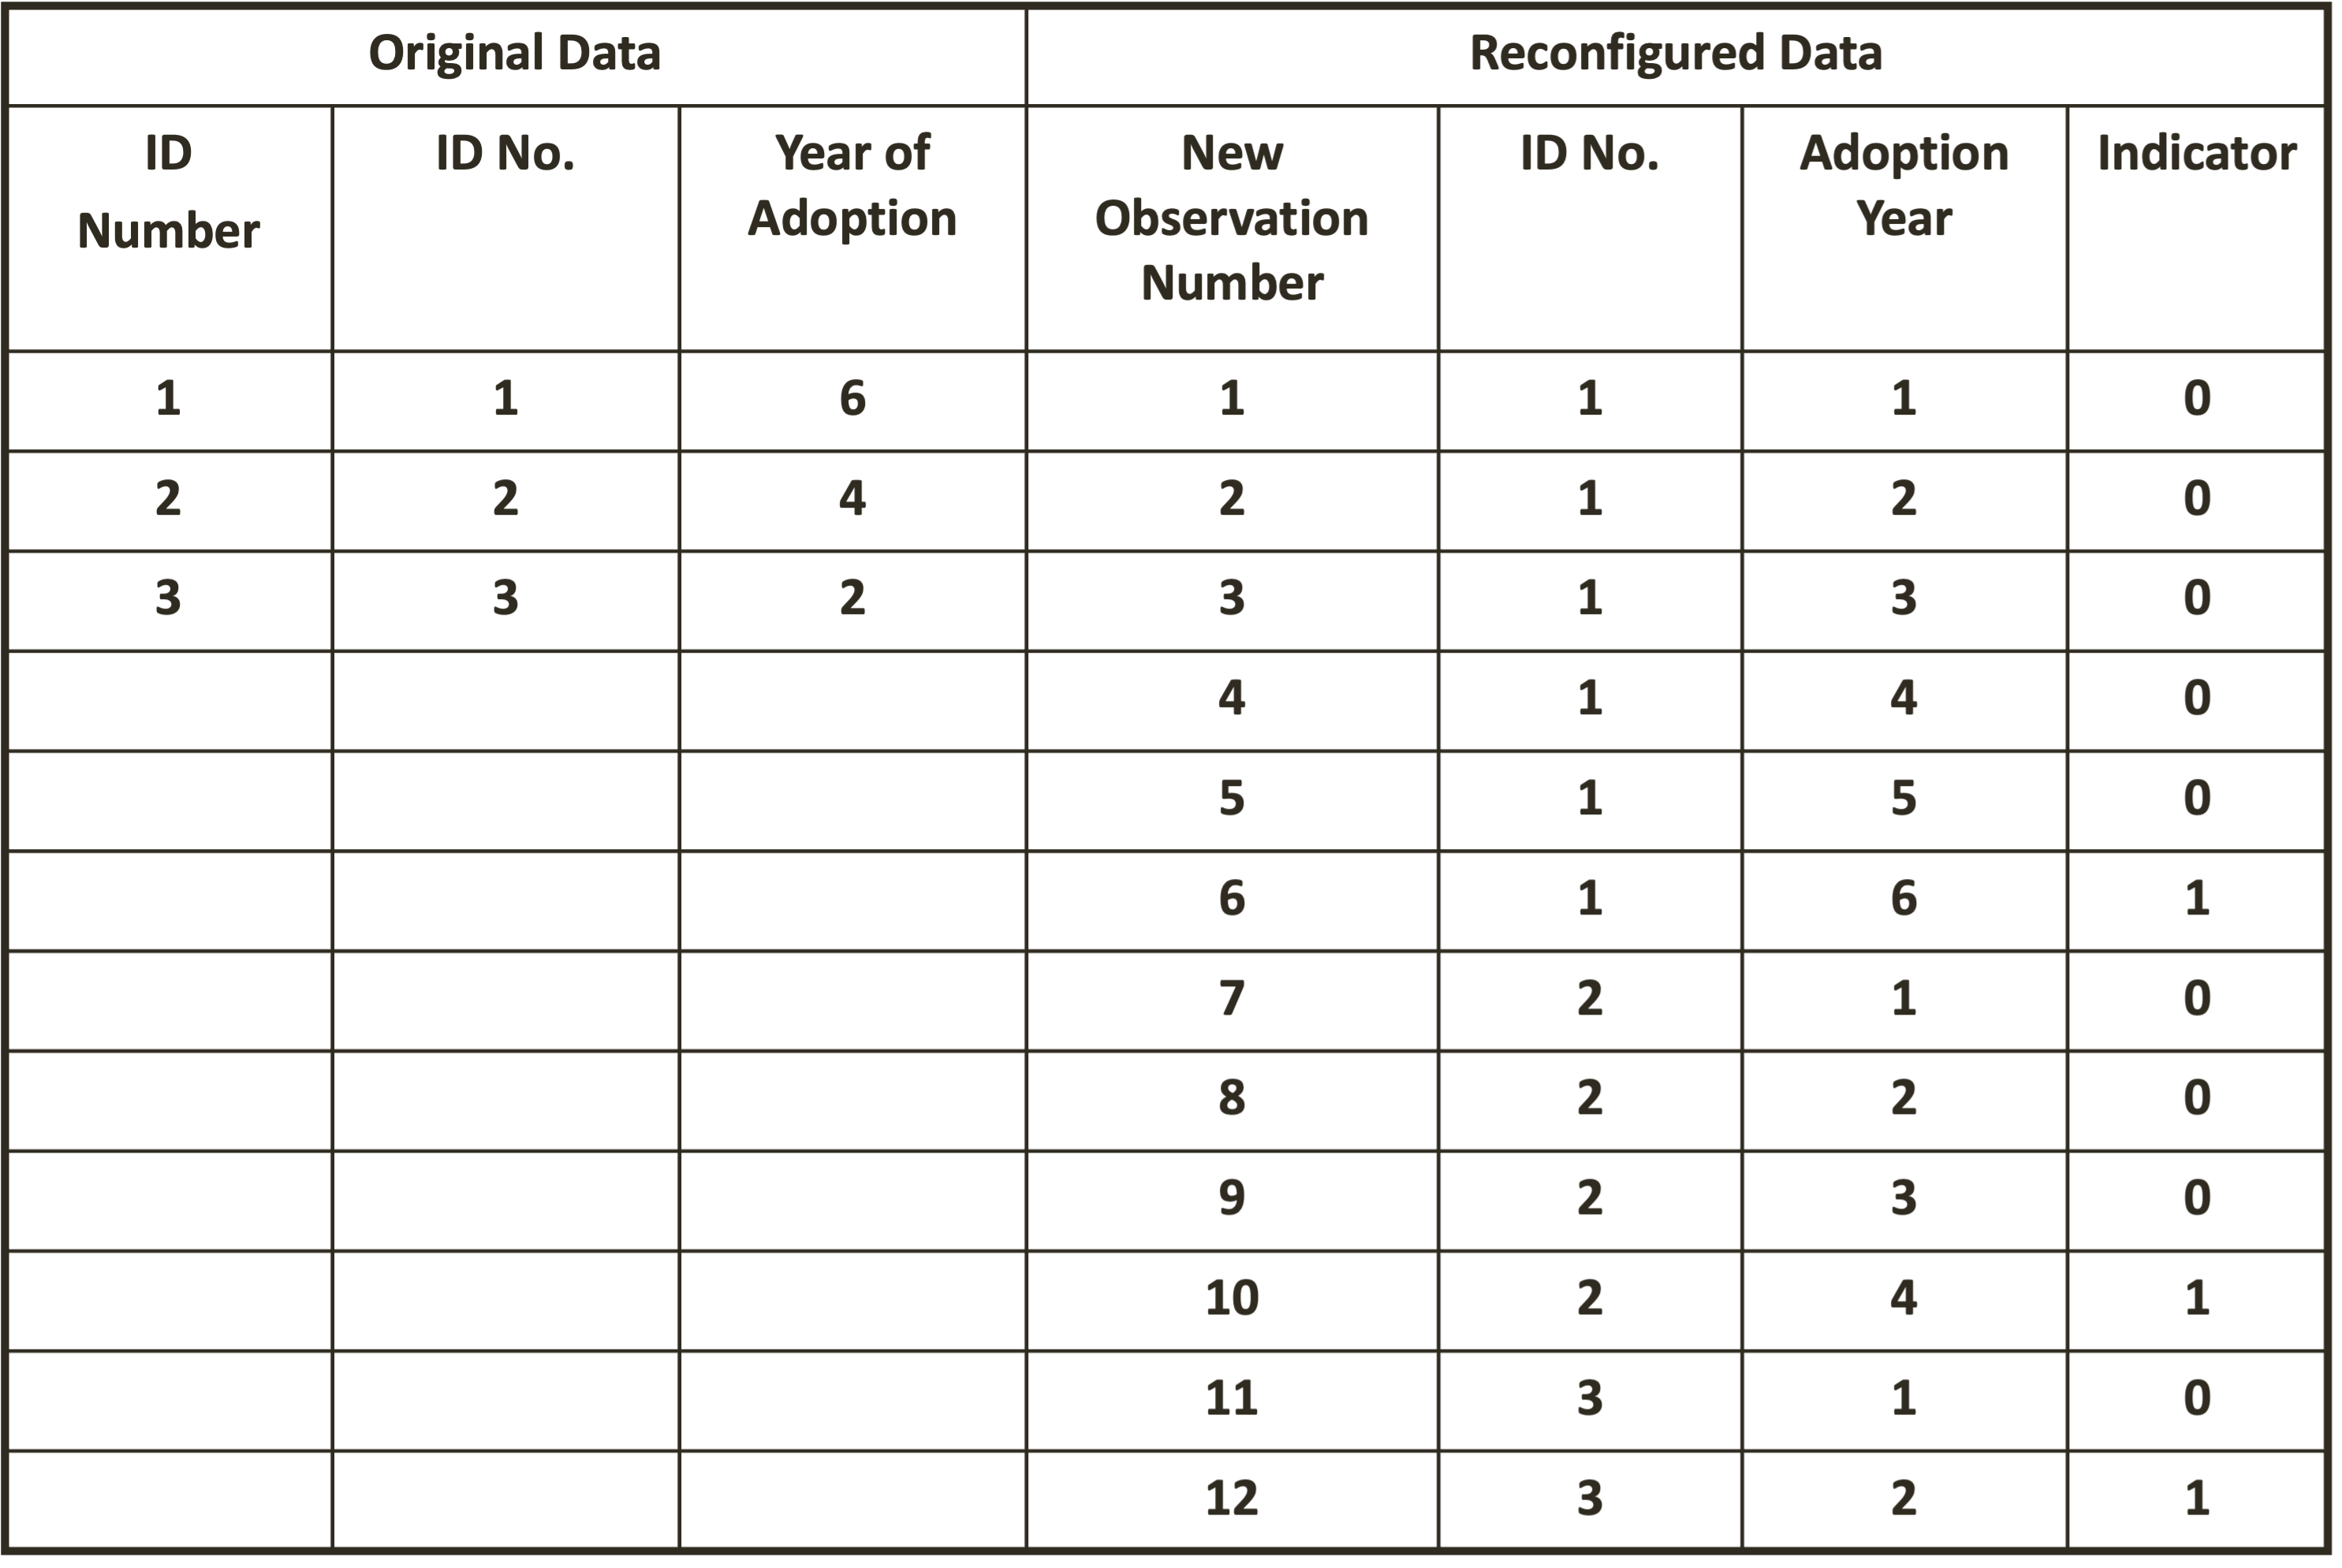 Original Data Reconfigured Data
ID Number ID No. Year of Adoption New Observation Number ID No. Adoption Year Indicator
1 1 6 1 1 1 0
2 2 4 2 1 2 0
3 3 2 3 1 3 0
4 1 4 0
5 1 5 0
6 1 6 1
7 2 1 0
8 2 2 0
9 2 3 0
10 2 4 1
11 3 1 0
12 3 2 1